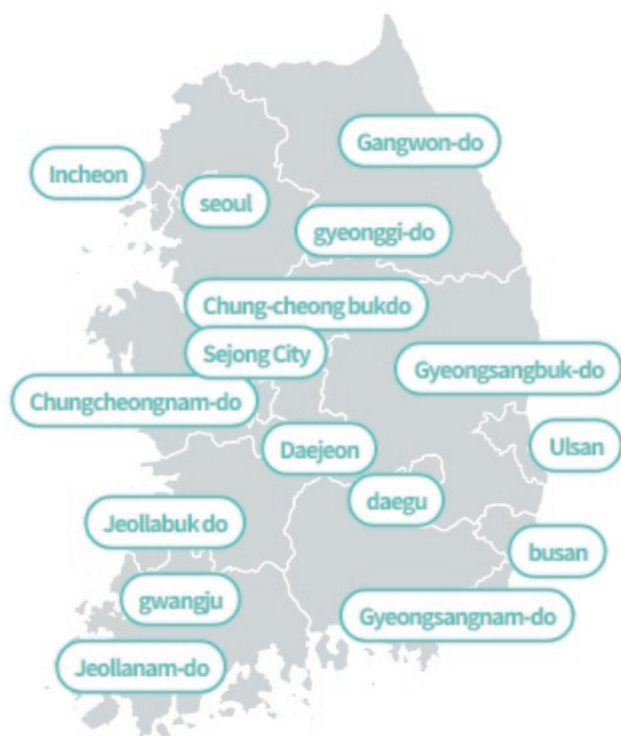 Gangwon-do
Incheon
seoul
gyeonggi-do
Chung-cheong bukdo
Sejong City
Gyeongsangbuk-do
Chungcheongnam-do
Ulsan
Daejeon
daegu
Jeollabuk do
busan
gwangju
Gyeongsangnam-do
Jeollanam-do